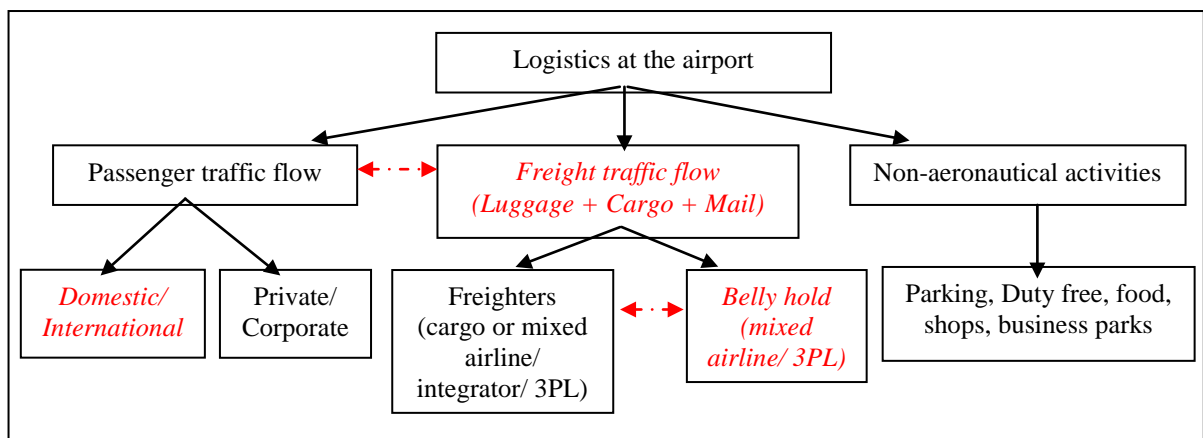 Logistics at the airport
Passenger traffic flow
Freight traffic flow
(Luggage + Cargo + Mail)
Non-aeronautical activities
Domestic/
International
Private/
Corporate
Freighters
(cargo or mixed
airline/
integrator/ 3PL)
Belly hold
(mixed
airline/ 3PL)
Parking, Duty free, food,
shops, business parks